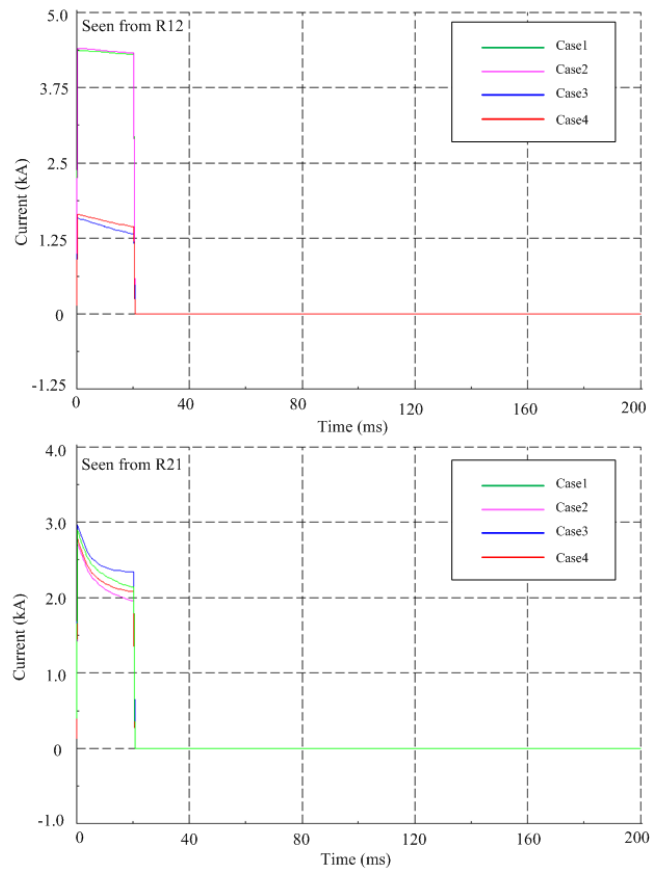 Seen from R12
5.0
3.75
2.5
1.25
0
-1.25
Current (kA)
Case1
Case2
Case3
Case4
0
40
80
120
160
200
Time (ms)
Seen from R21
4.0
3.0
2.0
1.0
0
-1.0
Current (kA)
Case1
Case2
Case3
Case4
0
40
80
120
160
200
Time (ms)